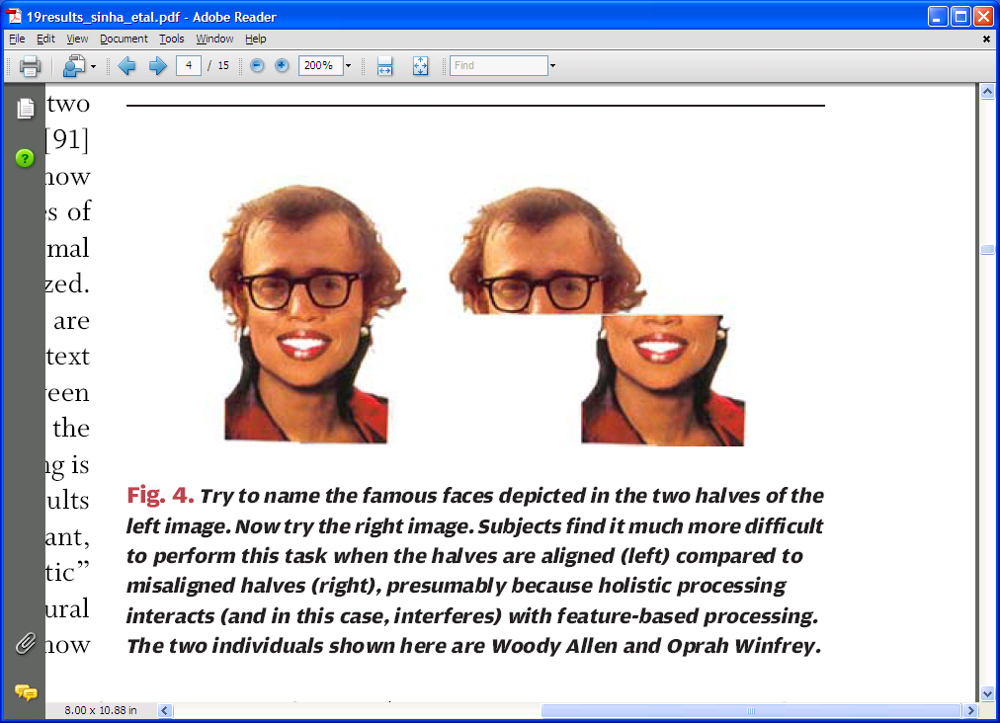 19results_sinha_etal.pdf - Adobe Reader
File Edit View Document Tools Window Help
4 / 15 200% Find
two
[91]
now
s of
mal
zed.
are
text
een
the
ng is
ults
ant,
tic”
ural
now
Fig. 4. Try to name the famous faces depicted in the two halves of the
left image. Now try the right image. Subjects find it much more difficult
to perform this task when the halves are aligned (left) compared to
misaligned halves (right), presumably because holistic processing
interacts (and in this case, interferes) with feature-based processing.
The two individuals shown here are Woody Allen and Oprah Winfrey.
8.00 x 10.88 in